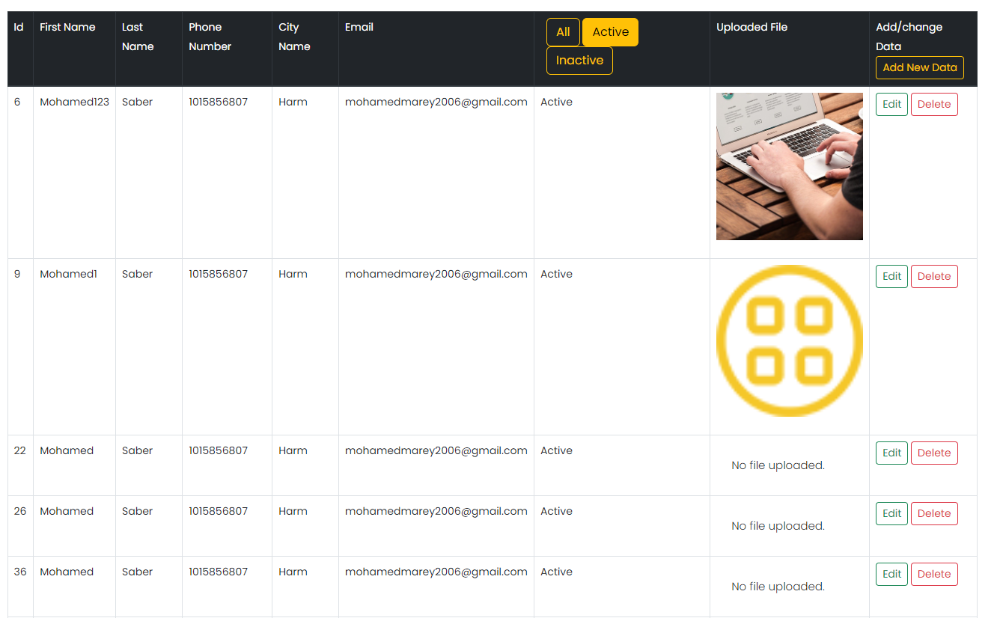 Id First Name Last Name Phone Number City Name Email All Active Inactive Uploaded File Add/change Data Add New Data
6 Mohamed123 Saber 1015856807 Harm mohamedmarey2006@gmail.com Active Edit Delete
9 Mohamed1 Saber 1015856807 Harm mohamedmarey2006@gmail.com Active Edit Delete
22 Mohamed Saber 1015856807 Harm mohamedmarey2006@gmail.com Active No file uploaded. Edit Delete
26 Mohamed Saber 1015856807 Harm mohamedmarey2006@gmail.com Active No file uploaded. Edit Delete
36 Mohamed Saber 1015856807 Harm mohamedmarey2006@gmail.com Active No file uploaded. Edit Delete